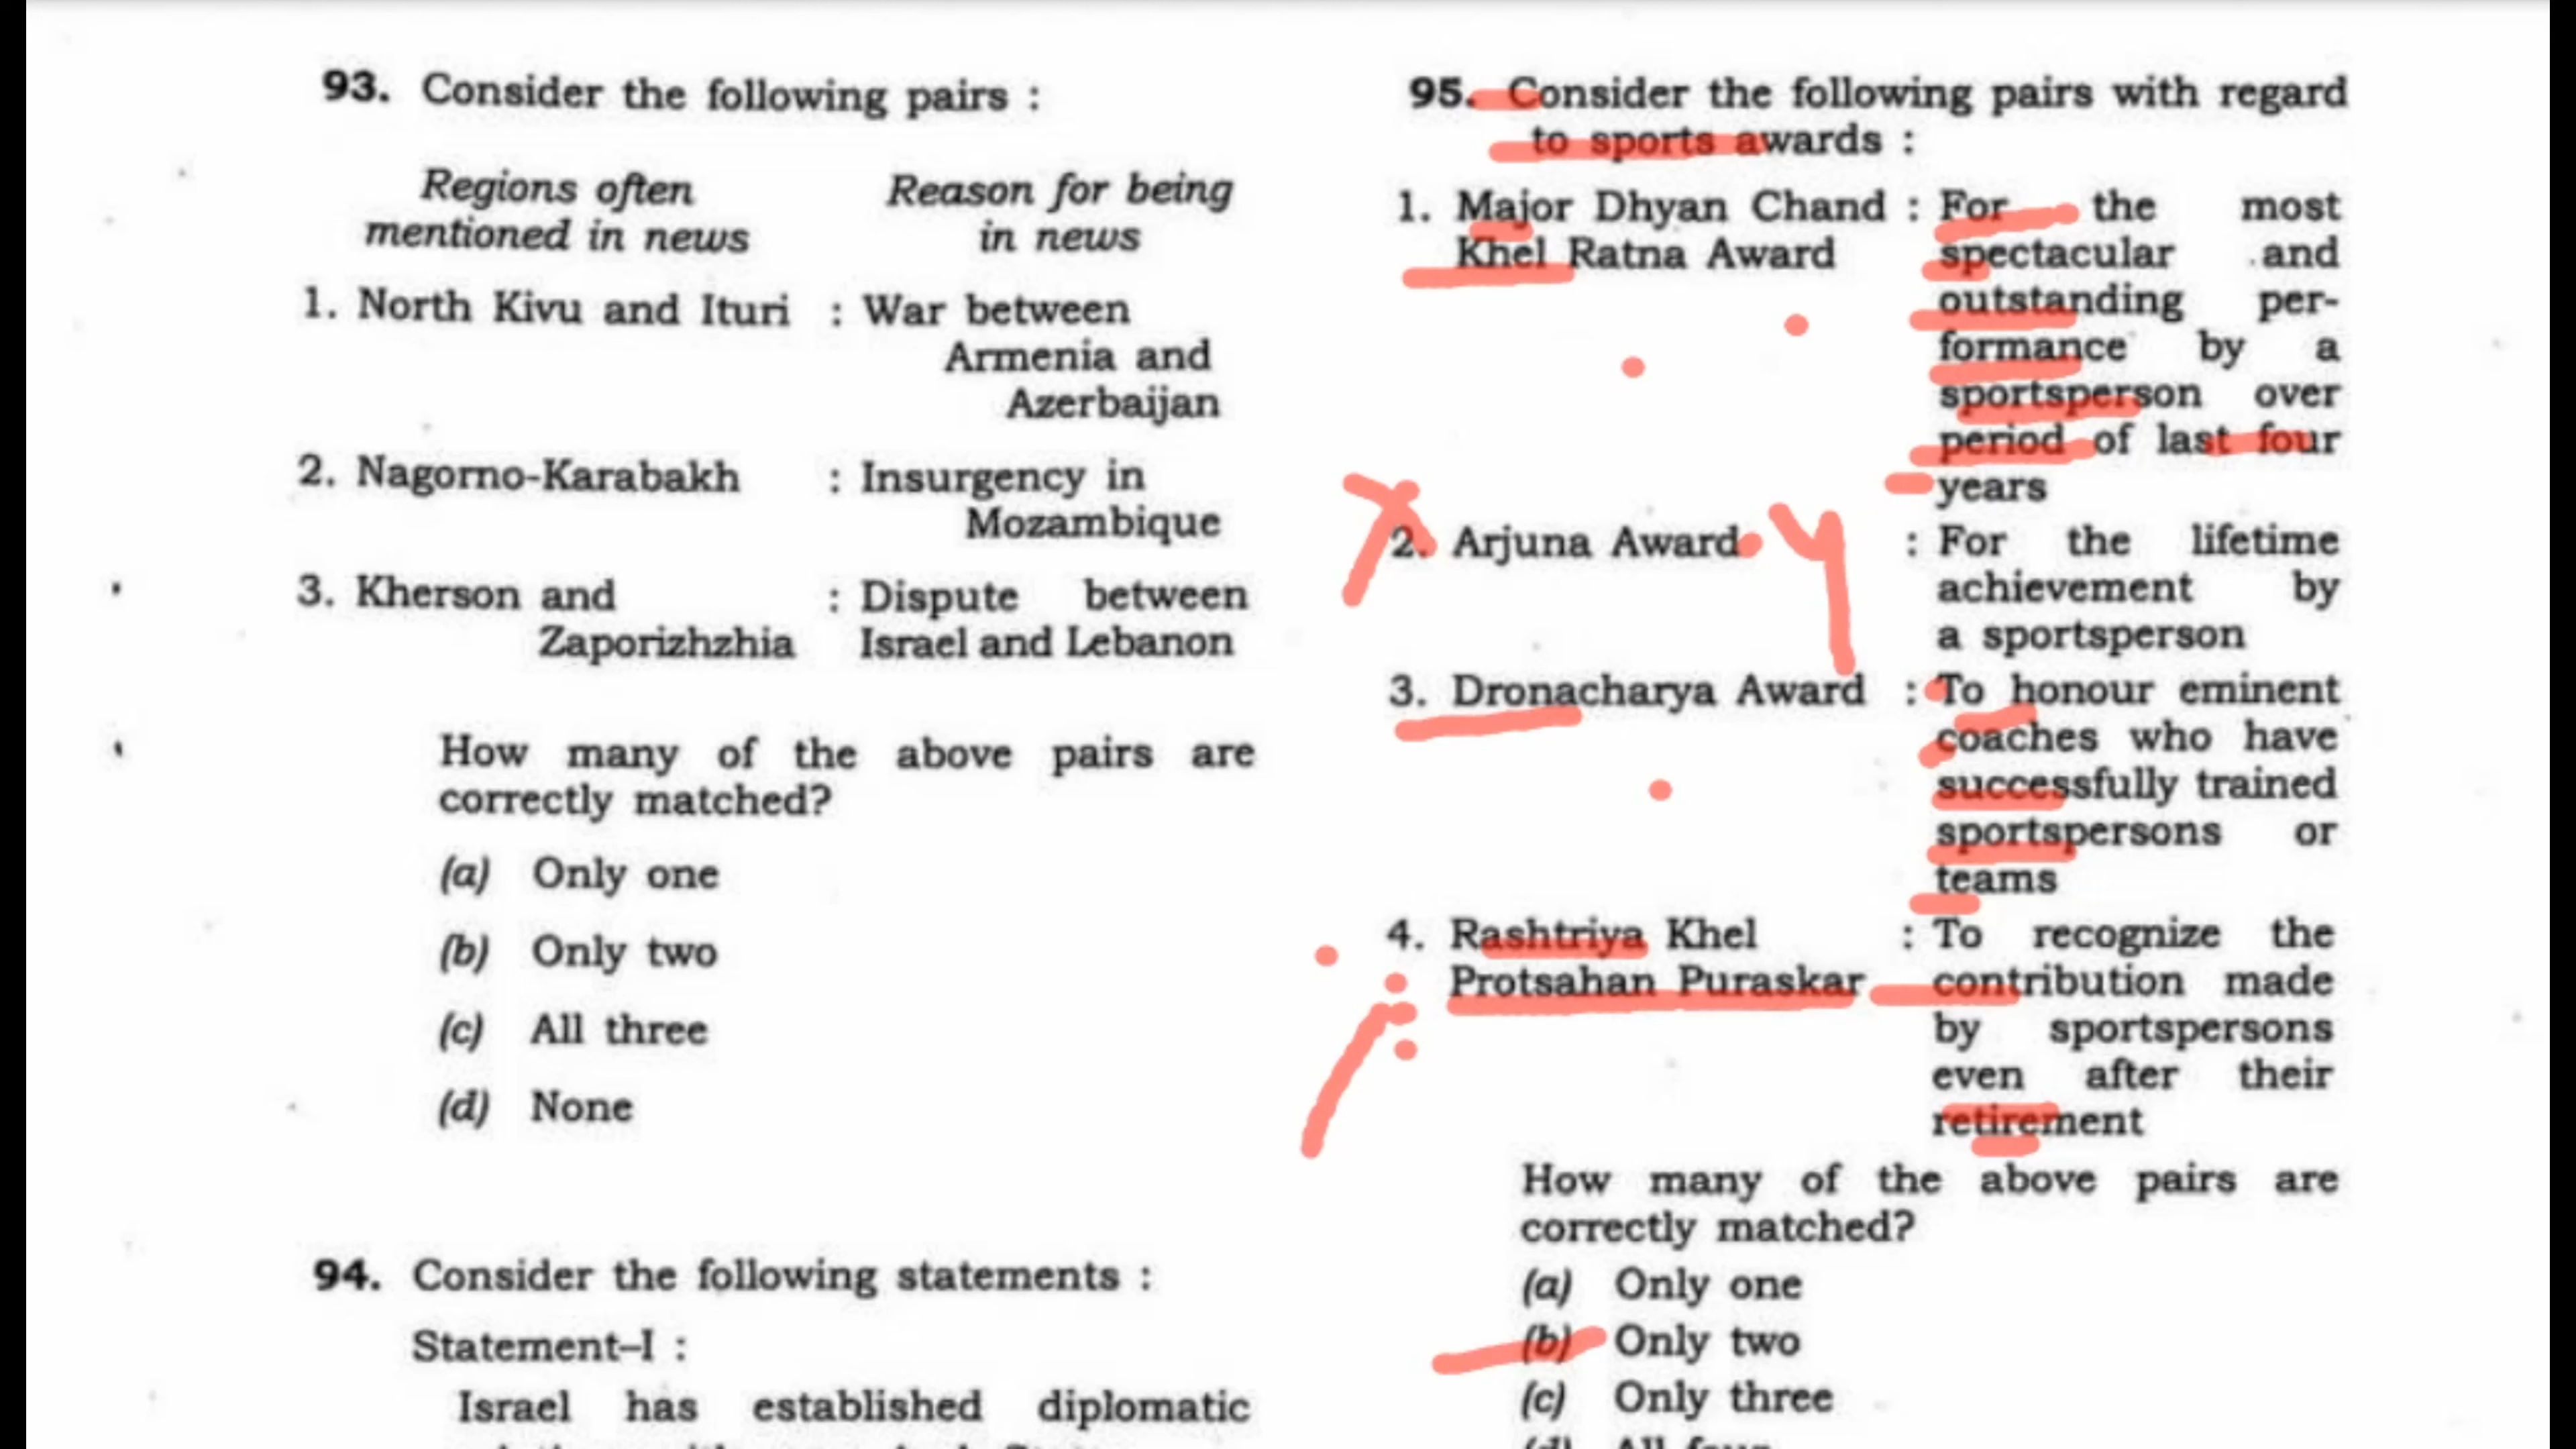 93. Consider the following pairs :
Regions often
mentioned in news
Reason for being
in news
1. North Kivu and Ituri : War between
Armenia and
Azerbaijan
2. Nagorno-Karabakh : Insurgency in
Mozambique
3. Kherson and : Dispute between
Zaporizhzhia Israel and Lebanon
How many of the above pairs are
correctly matched?
(a) Only one
(b) Only two
(c) All three
(d) None
94. Consider the following statements :
Statement–I :
Israel has established diplomatic
95. Consider the following pairs with regard
to sports awards :
1. Major Dhyan Chand : For the most
Khel Ratna Award spectacular and
outstanding per-
formance by a
sportsperson over
period of last four
years
2. Arjuna Award : For the lifetime
achievement by
a sportsperson
3. Dronacharya Award : To honour eminent
coaches who have
successfully trained
sportspersons or
teams
4. Rashtriya Khel : To recognize the
Protsahan Puraskar contribution made
by sportspersons
even after their
retirement
How many of the above pairs are
correctly matched?
(a) Only one
(b) Only two
(c) Only three